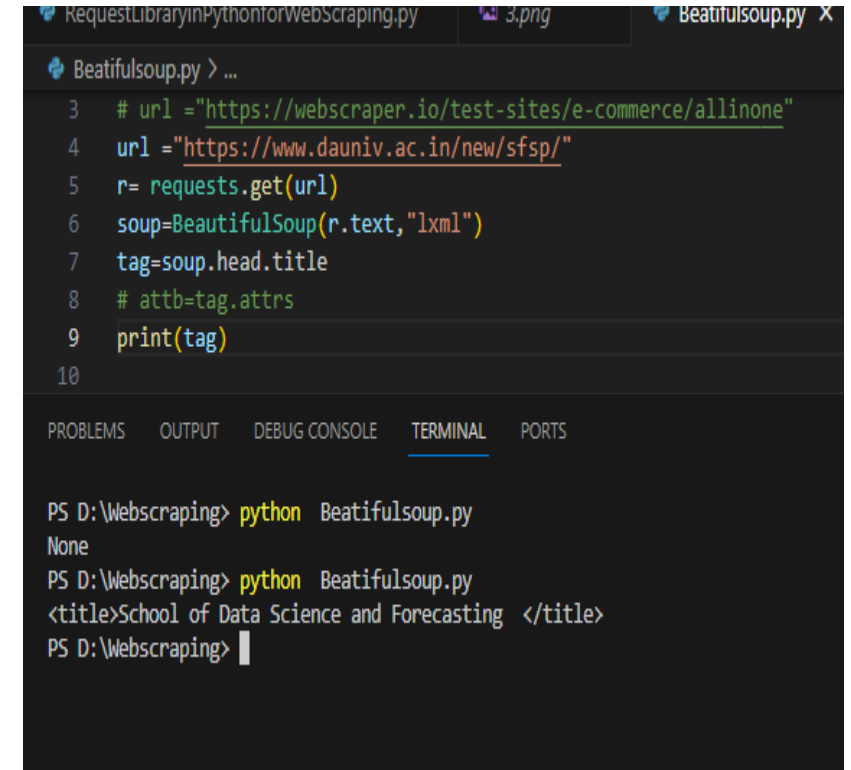 RequestLibraryinPythonforWebScraping.py 3.png Beatifulsoup.py X
Beatifulsoup.py > ...
3 # url ="https://webscraper.io/test-sites/e-commerce/allinone"
4 url ="https://www.dauniv.ac.in/new/sfsp/"
5 r= requests.get(url)
6 soup=BeautifulSoup(r.text,"lxml")
7 tag=soup.head.title
8 # attb=tag.attrs
9 print(tag)
10
PROBLEMS OUTPUT DEBUG CONSOLE TERMINAL PORTS
PS D:\Webscraping> python  Beatifulsoup.py
None
PS D:\Webscraping> python  Beatifulsoup.py
<title>School of Data Science and Forecasting  </title>
PS D:\Webscraping>